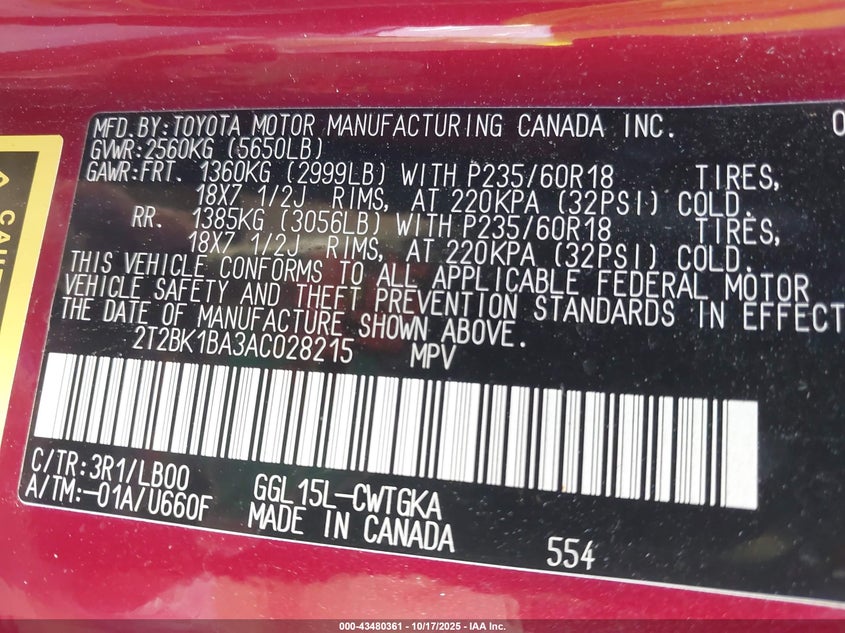 MFD.BY:TOYOTA MOTOR MANUFACTURING CANADA INC. 0
GVWR:2560KG (5650LB)
GAWR:FRT. 1360KG (2999LB) WITH P235/60R18 TIRES,
18X7 1/2J RIMS, AT 220KPA (32PSI) COLD.
RR. 1385KG (3056LB) WITH P235/60R18 TIRES,
18X7 1/2J RIMS, AT 220KPA (32PSI) COLD.
THIS VEHICLE CONFORMS TO ALL APPLICABLE FEDERAL MOTOR
VEHICLE SAFETY AND THEFT PREVENTION STANDARDS IN EFFECT
THE DATE OF MANUFACTURE SHOWN ABOVE.
2T2BK1BA3AC028215 MPV
C/TR:3R1/LB00
A/TM:-01A/U660F
GGL15L-CWTGKA
MADE IN CANADA
554
CAU
000-43480361 - 10/17/2025 - IAA Inc.